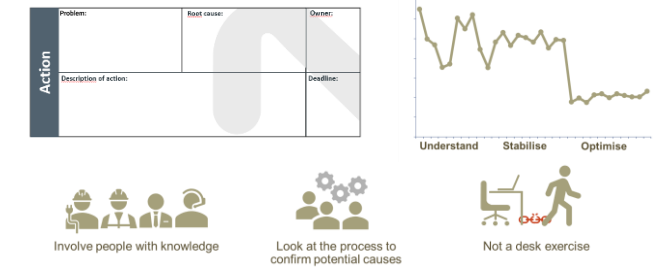 Action
Problem:
Root cause:
Owner:
Description of action:
Deadline:
Understand
Stabilise
Optimise
Involve people with knowledge
Look at the process to
confirm potential causes
Not a desk exercise